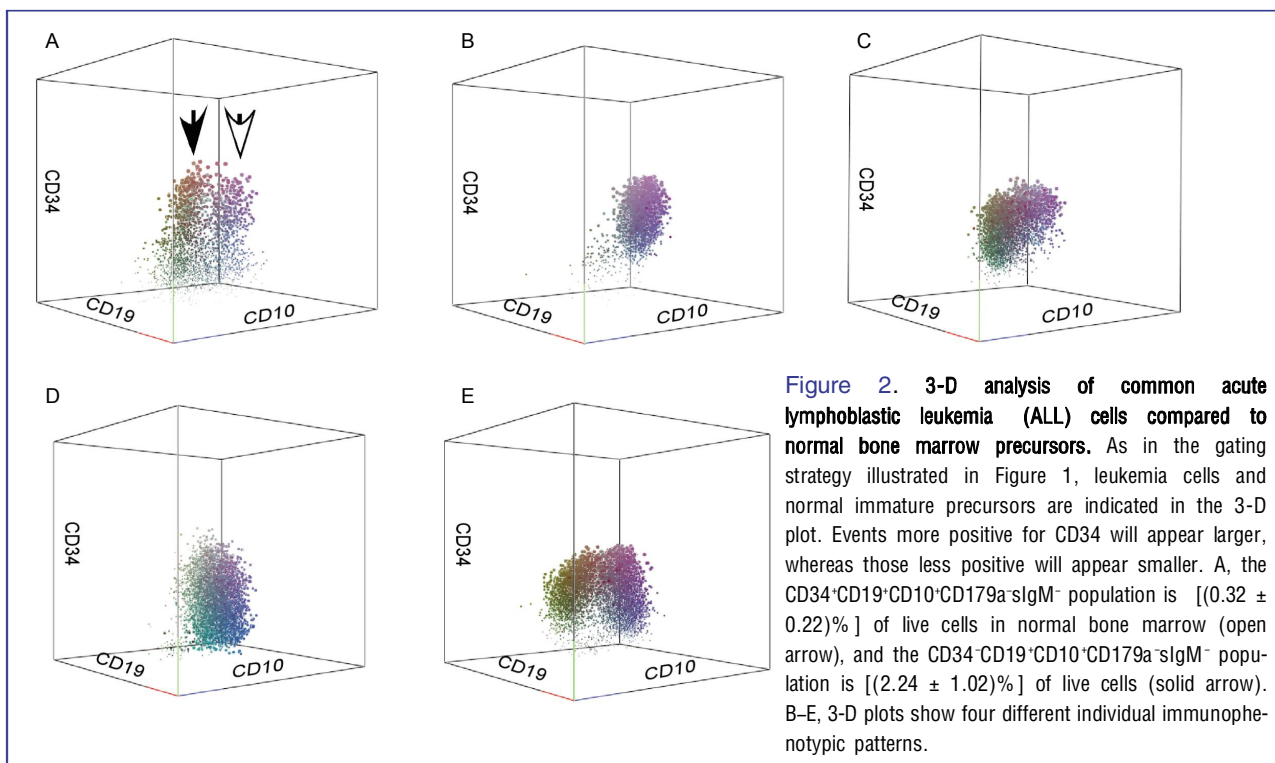 A
B
C
CD34
CD34
CD34
CD19
CD10
CD19
CD10
CD19
CD10
D
E
CD34
CD34
CD19
CD10
CD19
CD10
Figure 2. 3-D analysis of common acute
lymphoblastic leukemia (ALL) cells compared to
normal bone marrow precursors. As in the gating
strategy illustrated in Figure 1, leukemia cells and
normal immature precursors are indicated in the 3-D
plot. Events more positive for CD34 will appear larger,
whereas those less positive will appear smaller. A, the
CD34⁺CD19⁺CD10⁺CD179a⁻sIgM⁻ population is [(0.32 ±
0.22)% ] of live cells in normal bone marrow (open
arrow), and the CD34⁻CD19⁺CD10⁺CD179a⁻sIgM⁻ popu-
lation is [(2.24 ± 1.02)%] of live cells (solid arrow).
B–E, 3-D plots show four different individual immunophe-
notypic patterns.